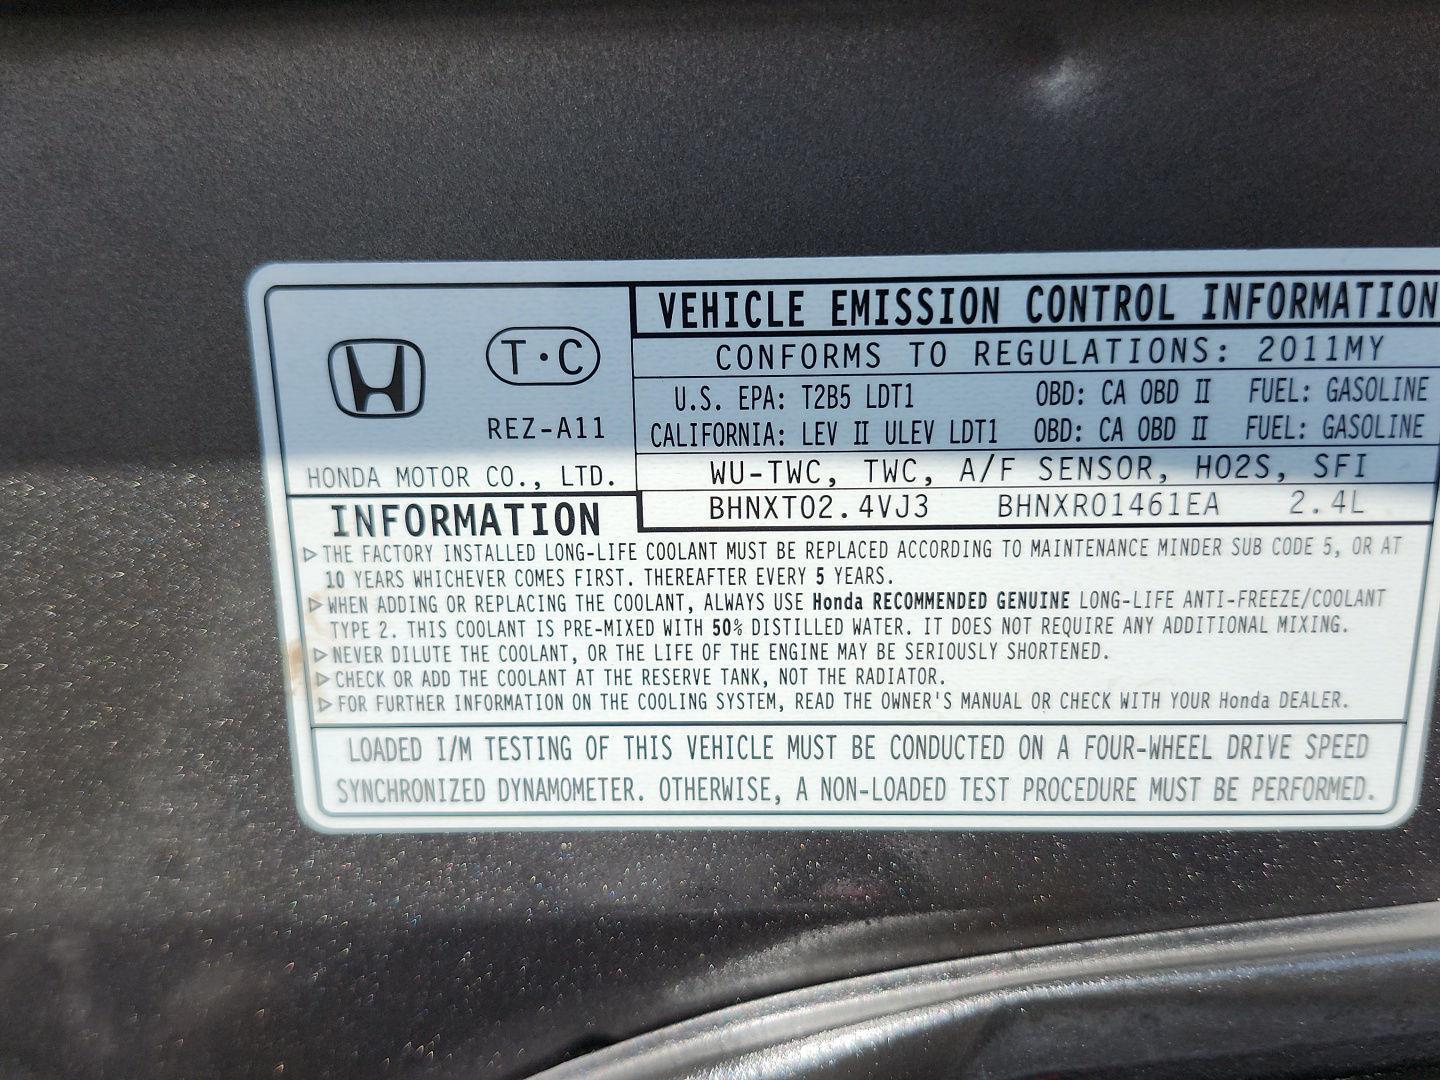 VEHICLE EMISSION CONTROL INFORMATION
T·C
CONFORMS TO REGULATIONS: 2011MY
U.S. EPA: T2B5 LDT1 OBD: CA OBD II FUEL: GASOLINE
REZ-A11
CALIFORNIA: LEV II ULEV LDT1 OBD: CA OBD II FUEL: GASOLINE
HONDA MOTOR CO., LTD.
WU-TWC, TWC, A/F SENSOR, HO2S, SFI
BHNXT02.4VJ3 BHNXR01461EA 2.4L
INFORMATION
▷THE FACTORY INSTALLED LONG-LIFE COOLANT MUST BE REPLACED ACCORDING TO MAINTENANCE MINDER SUB CODE 5, OR AT
10 YEARS WHICHEVER COMES FIRST. THEREAFTER EVERY 5 YEARS.
▷WHEN ADDING OR REPLACING THE COOLANT, ALWAYS USE Honda RECOMMENDED GENUINE LONG-LIFE ANTI-FREEZE/COOLANT
TYPE 2. THIS COOLANT IS PRE-MIXED WITH 50% DISTILLED WATER. IT DOES NOT REQUIRE ANY ADDITIONAL MIXING.
▷NEVER DILUTE THE COOLANT, OR THE LIFE OF THE ENGINE MAY BE SERIOUSLY SHORTENED.
▷CHECK OR ADD THE COOLANT AT THE RESERVE TANK, NOT THE RADIATOR.
▷FOR FURTHER INFORMATION ON THE COOLING SYSTEM, READ THE OWNER'S MANUAL OR CHECK WITH YOUR Honda DEALER.
LOADED I/M TESTING OF THIS VEHICLE MUST BE CONDUCTED ON A FOUR-WHEEL DRIVE SPEED
SYNCHRONIZED DYNAMOMETER. OTHERWISE, A NON-LOADED TEST PROCEDURE MUST BE PERFORMED.